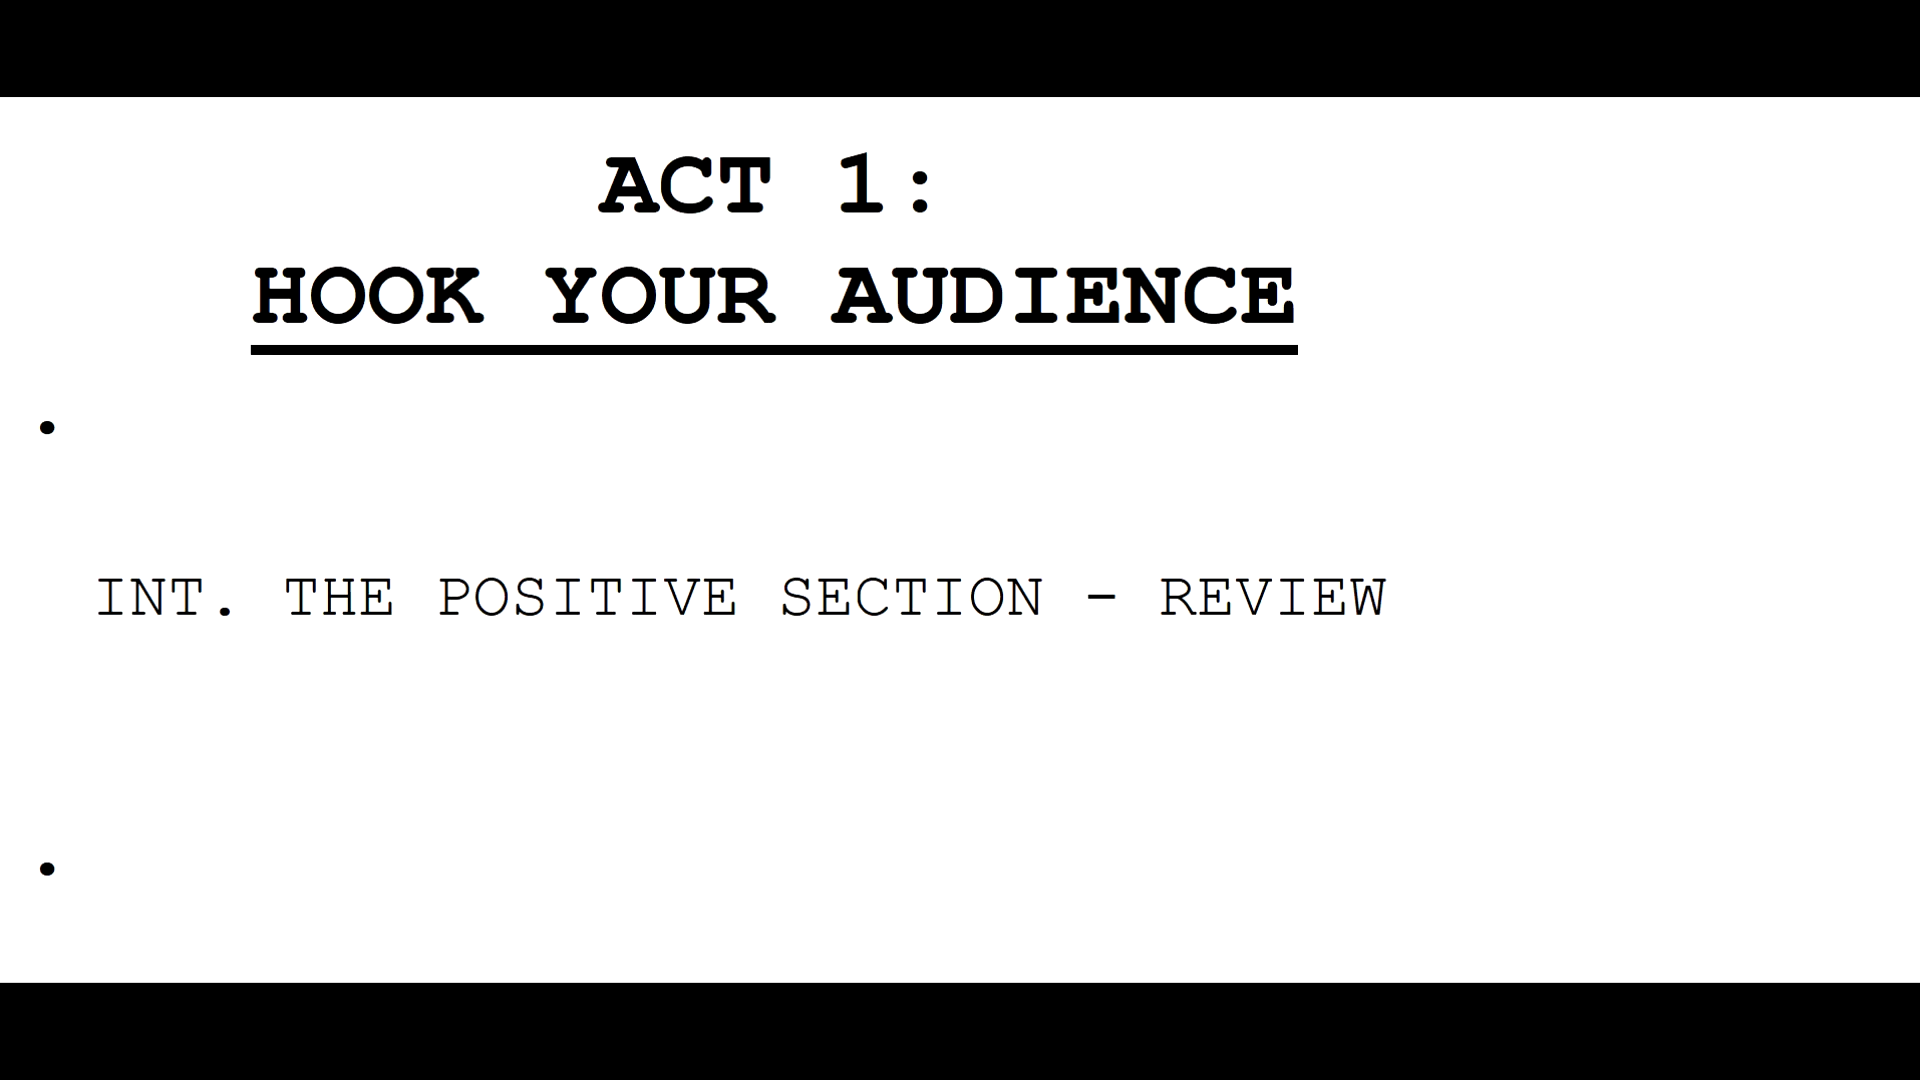 ACT 1:
HOOK YOUR AUDIENCE
•
INT. THE POSITIVE SECTION - REVIEW
•